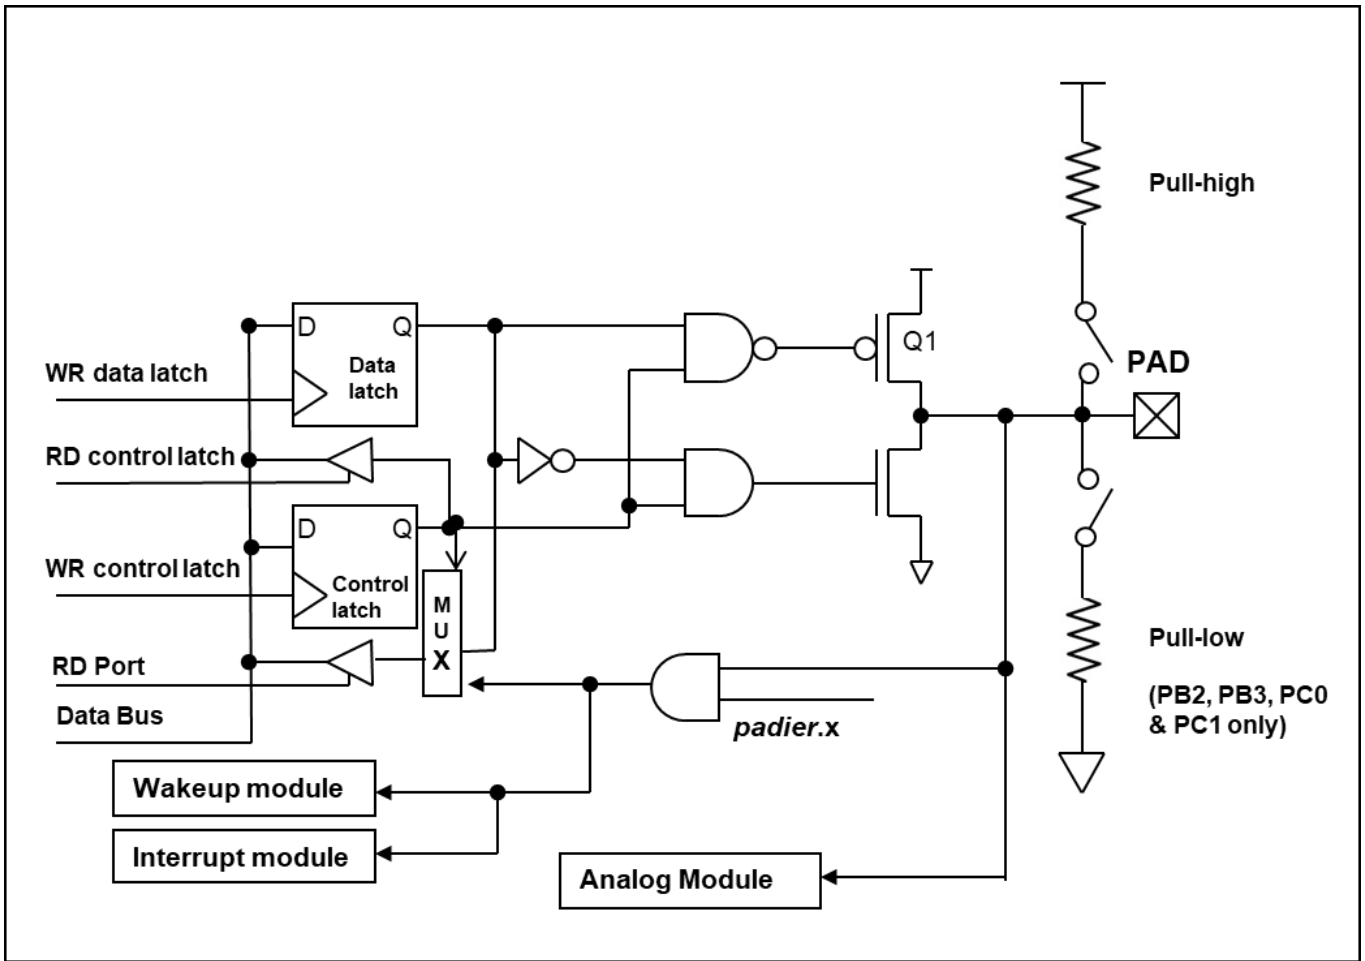 Pull-high
D
Q
Q1
Data
latch
WR data latch
PAD
RD control latch
D
Q
WR control latch
Control
latch
M
U
X
Pull-low
RD Port
(PB2, PB3, PC0
& PC1 only)
Data Bus
padier.x
Wakeup module
Interrupt module
Analog Module